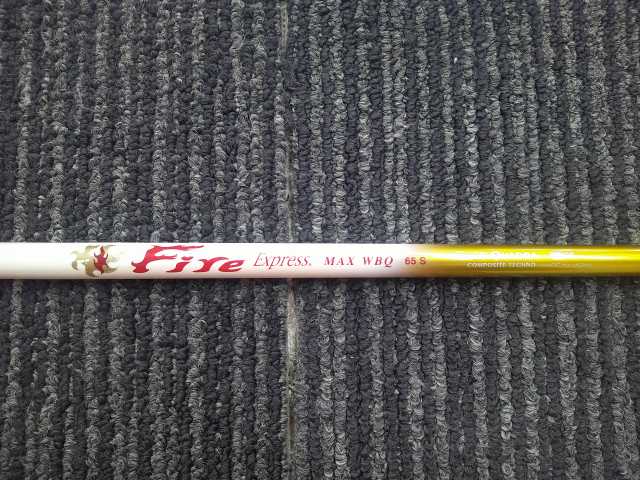 Fire Express. MAX WBQ 65 S
COMPOSITE TECHNO